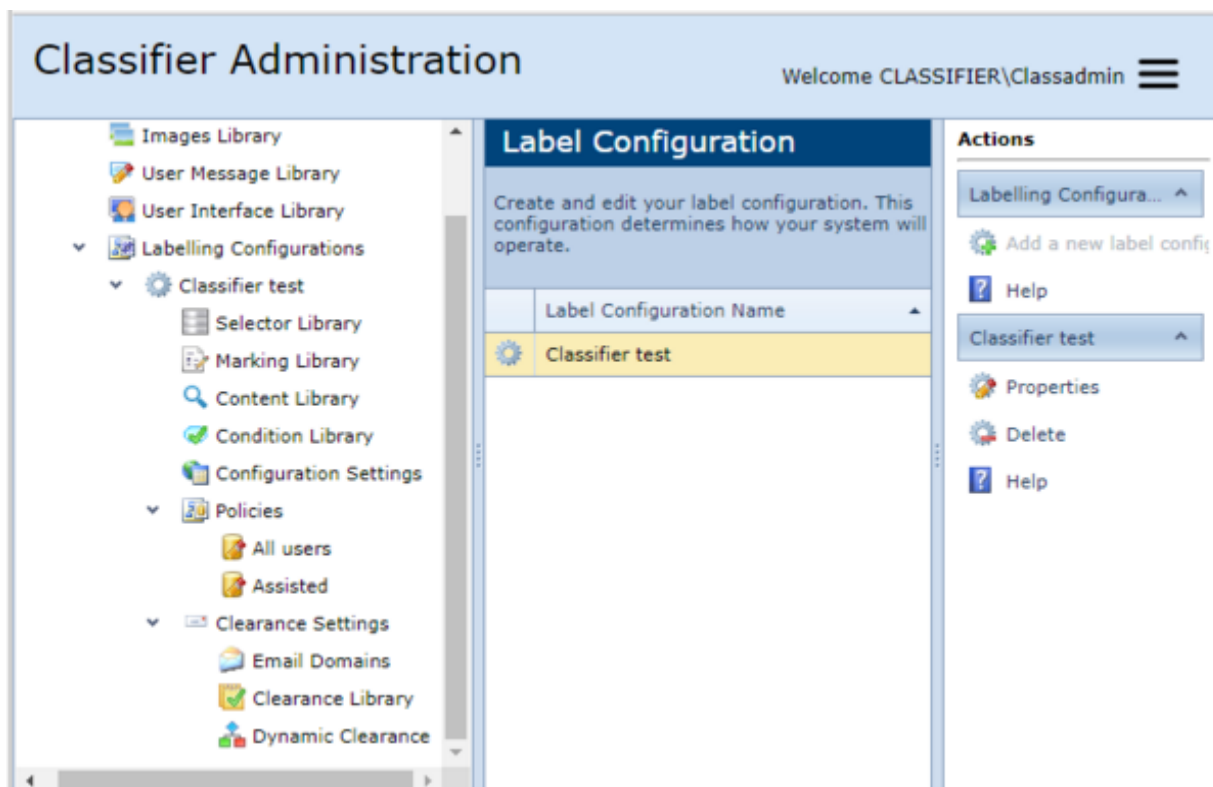 Classifier Administration
Welcome CLASSIFIER\Classadmin
Images Library
User Message Library
User Interface Library
Labelling Configurations
Classifier test
Selector Library
Marking Library
Content Library
Condition Library
Configuration Settings
Policies
All users
Assisted
Clearance Settings
Email Domains
Clearance Library
Dynamic Clearance
Label Configuration
Create and edit your label configuration. This
configuration determines how your system will
operate.
Label Configuration Name
Classifier test
Actions
Labelling Configura...
Add a new label config
Help
Classifier test
Properties
Delete
Help